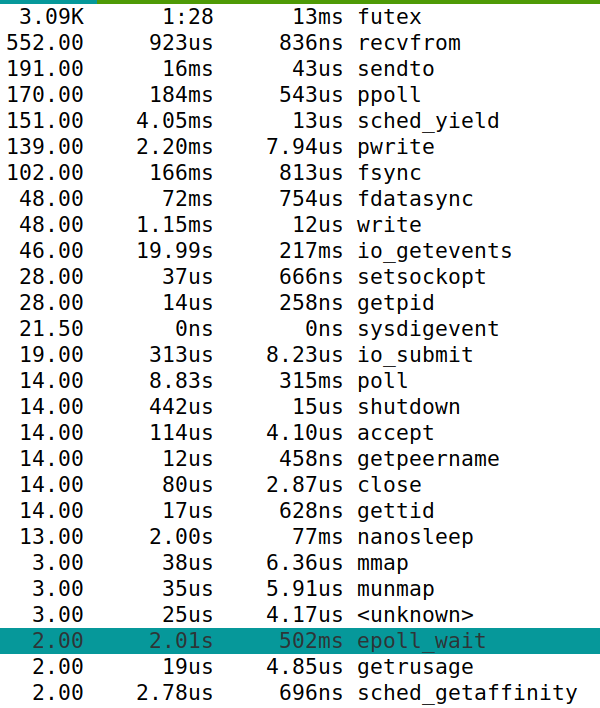 3.09K 1:28 13ms futex
552.00 923us 836ns recvfrom
191.00 16ms 43us sendto
170.00 184ms 543us ppoll
151.00 4.05ms 13us sched_yield
139.00 2.20ms 7.94us pwrite
102.00 166ms 813us fsync
48.00 72ms 754us fdatasync
48.00 1.15ms 12us write
46.00 19.99s 217ms io_getevents
28.00 37us 666ns setsockopt
28.00 14us 258ns getpid
21.50 0ns 0ns sysdigevent
19.00 313us 8.23us io_submit
14.00 8.83s 315ms poll
14.00 442us 15us shutdown
14.00 114us 4.10us accept
14.00 12us 458ns getpeername
14.00 80us 2.87us close
14.00 17us 628ns gettid
13.00 2.00s 77ms nanosleep
3.00 38us 6.36us mmap
3.00 35us 5.91us munmap
3.00 25us 4.17us <unknown>
2.00 2.01s 502ms epoll_wait
2.00 19us 4.85us getrusage
2.00 2.78us 696ns sched_getaffinity